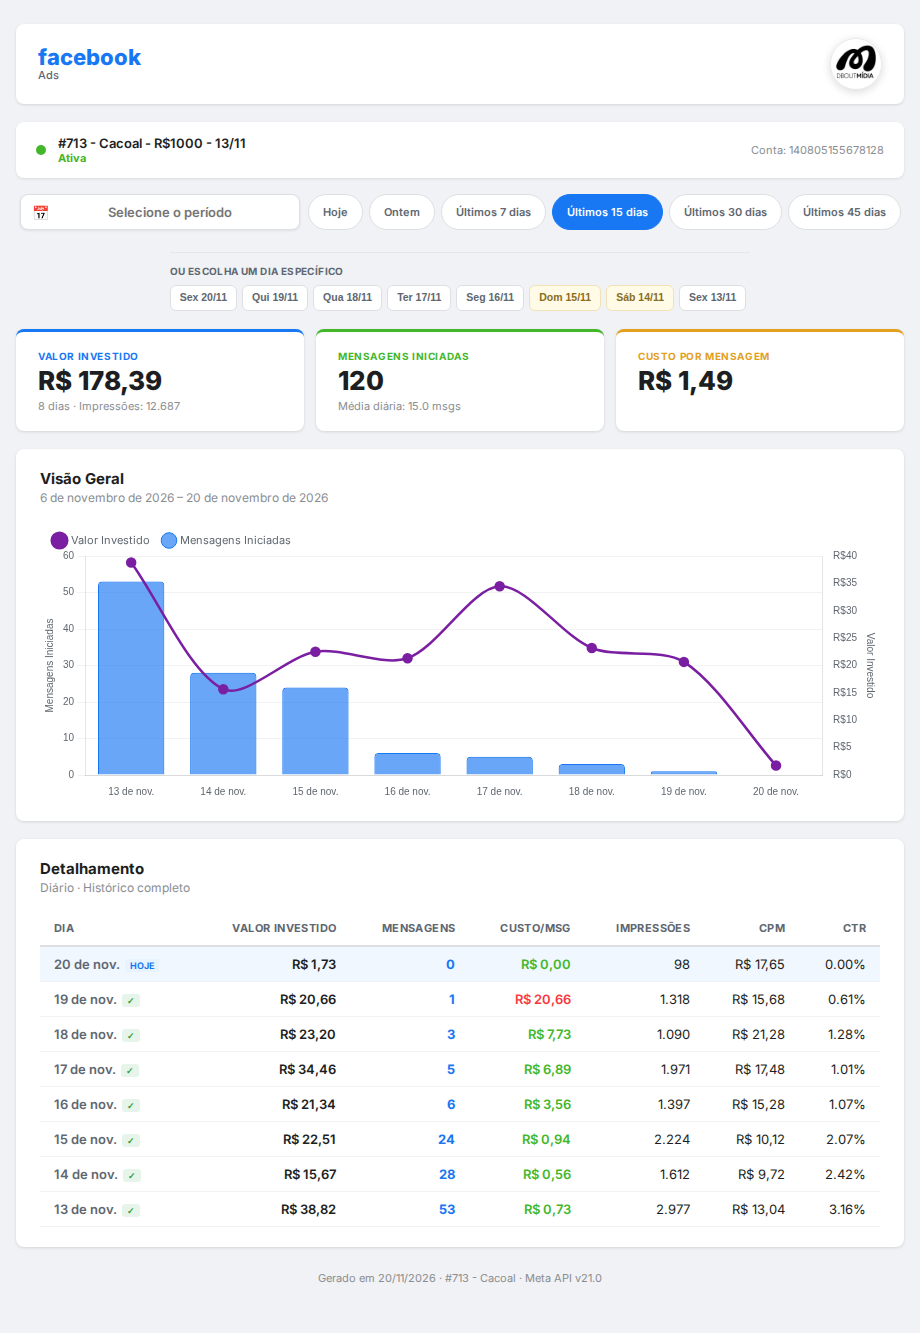 facebook
Ads
DBOUTMÍDIA
#713 - Cacoal - R$1000 - 13/11
Ativa
Conta: 140805155678128
Selecione o período
Hoje
Ontem
Últimos 7 dias
Últimos 15 dias
Últimos 30 dias
Últimos 45 dias
OU ESCOLHA UM DIA ESPECÍFICO
Sex 20/11
Qui 19/11
Qua 18/11
Ter 17/11
Seg 16/11
Dom 15/11
Sáb 14/11
Sex 13/11
VALOR INVESTIDO
R$ 178,39
8 dias · Impressões: 12.687
MENSAGENS INICIADAS
120
Média diária: 15.0 msgs
CUSTO POR MENSAGEM
R$ 1,49
Visão Geral
6 de novembro de 2026 – 20 de novembro de 2026
Valor Investido
Mensagens Iniciadas
60
50
40
30
20
10
0
Mensagens Iniciadas
R$40
R$35
R$30
R$25
R$20
R$15
R$10
R$5
R$0
Valor Investido
13 de nov.
14 de nov.
15 de nov.
16 de nov.
17 de nov.
18 de nov.
19 de nov.
20 de nov.
Detalhamento
Diário · Histórico completo
DIA VALOR INVESTIDO MENSAGENS CUSTO/MSG IMPRESSÕES CPM CTR
20 de nov. HOJE R$ 1,73 0 R$ 0,00 98 R$ 17,65 0.00%
19 de nov. ✓ R$ 20,66 1 R$ 20,66 1.318 R$ 15,68 0.61%
18 de nov. ✓ R$ 23,20 3 R$ 7,73 1.090 R$ 21,28 1.28%
17 de nov. ✓ R$ 34,46 5 R$ 6,89 1.971 R$ 17,48 1.01%
16 de nov. ✓ R$ 21,34 6 R$ 3,56 1.397 R$ 15,28 1.07%
15 de nov. ✓ R$ 22,51 24 R$ 0,94 2.224 R$ 10,12 2.07%
14 de nov. ✓ R$ 15,67 28 R$ 0,56 1.612 R$ 9,72 2.42%
13 de nov. ✓ R$ 38,82 53 R$ 0,73 2.977 R$ 13,04 3.16%
Gerado em 20/11/2026 · #713 - Cacoal · Meta API v21.0